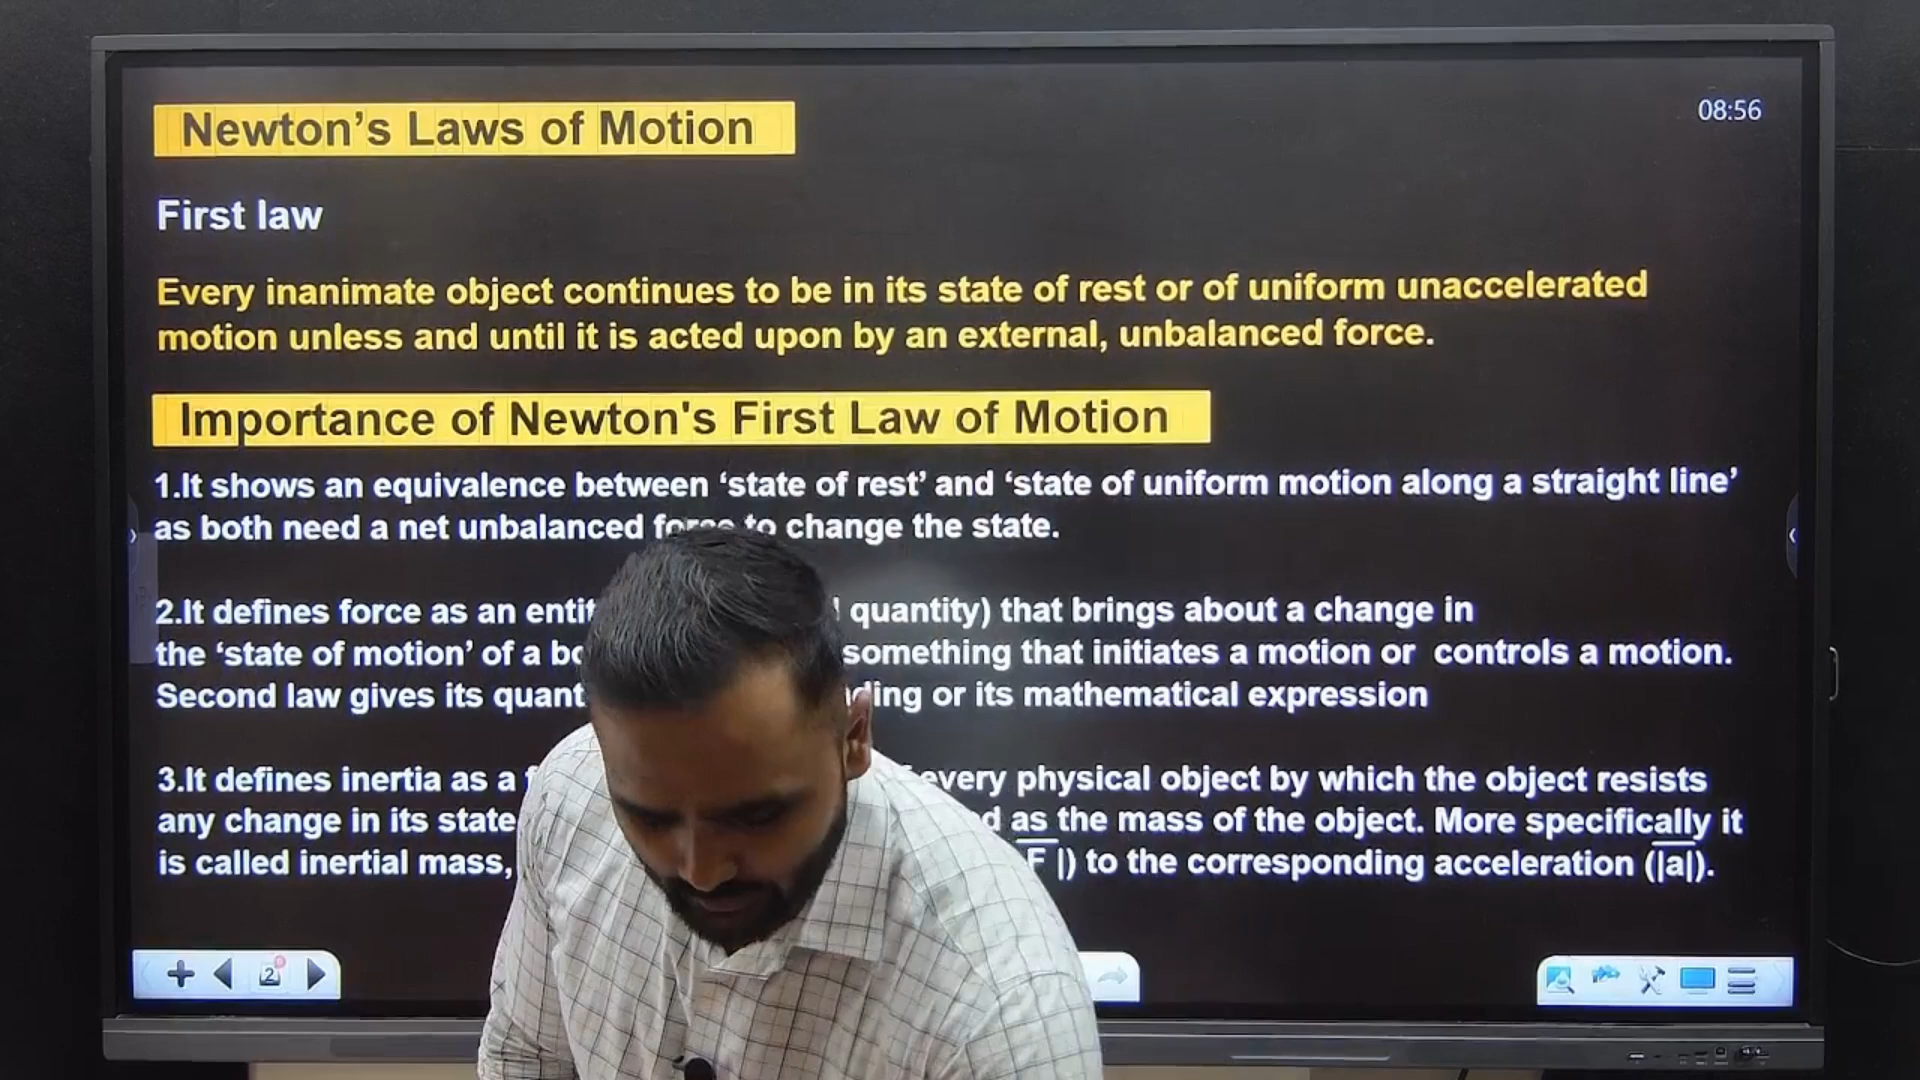 08:56
Newton’s Laws of Motion
First law
Every inanimate object continues to be in its state of rest or of uniform unaccelerated
motion unless and until it is acted upon by an external, unbalanced force.
Importance of Newton's First Law of Motion
1.It shows an equivalence between ‘state of rest’ and ‘state of uniform motion along a straight line’
as both need a net unbalanced force to change the state.
2.It defines force as an quantity) that brings about a change in
the ‘state of motion’ of a something that initiates a motion or controls a motion.
Second law gives its or its mathematical expression
3.It defines inertia as a every physical object by which the object resists
any change in its state as the mass of the object. More specifically it
is called inertial mass, F |) to the corresponding acceleration (|a|).
2